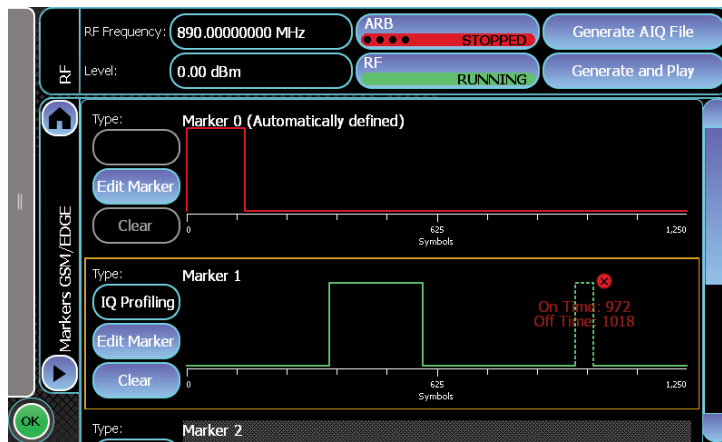 RF
RF Frequency:
890.00000000 MHz
ARB
STOPPED
Generate AIQ File
Level:
0.00 dBm
RF
RUNNING
Generate and Play
Markers GSM/EDGE
Type:
Marker 0 (Automatically defined)
Edit Marker
Clear
0
625
1,250
Symbols
Type:
Marker 1
IQ Profiling
On Time: 972
Off Time: 1018
Edit Marker
Clear
0
625
1,250
Symbols
OK
Type:
Marker 2